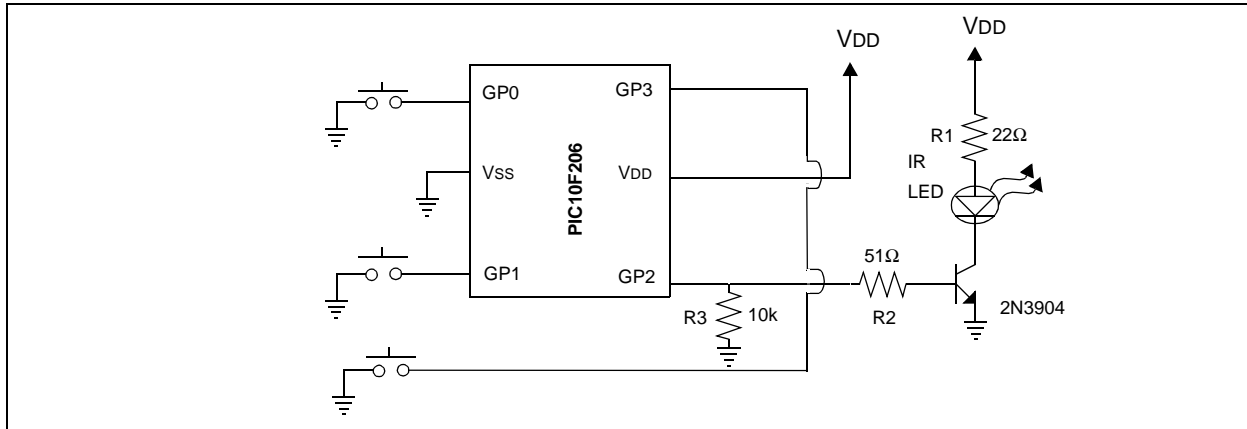 VDD
VDD
GP0
GP3
R1
22Ω
IR
LED
VSS
VDD
PIC10F206
51Ω
GP1
GP2
R3
10k
R2
2N3904